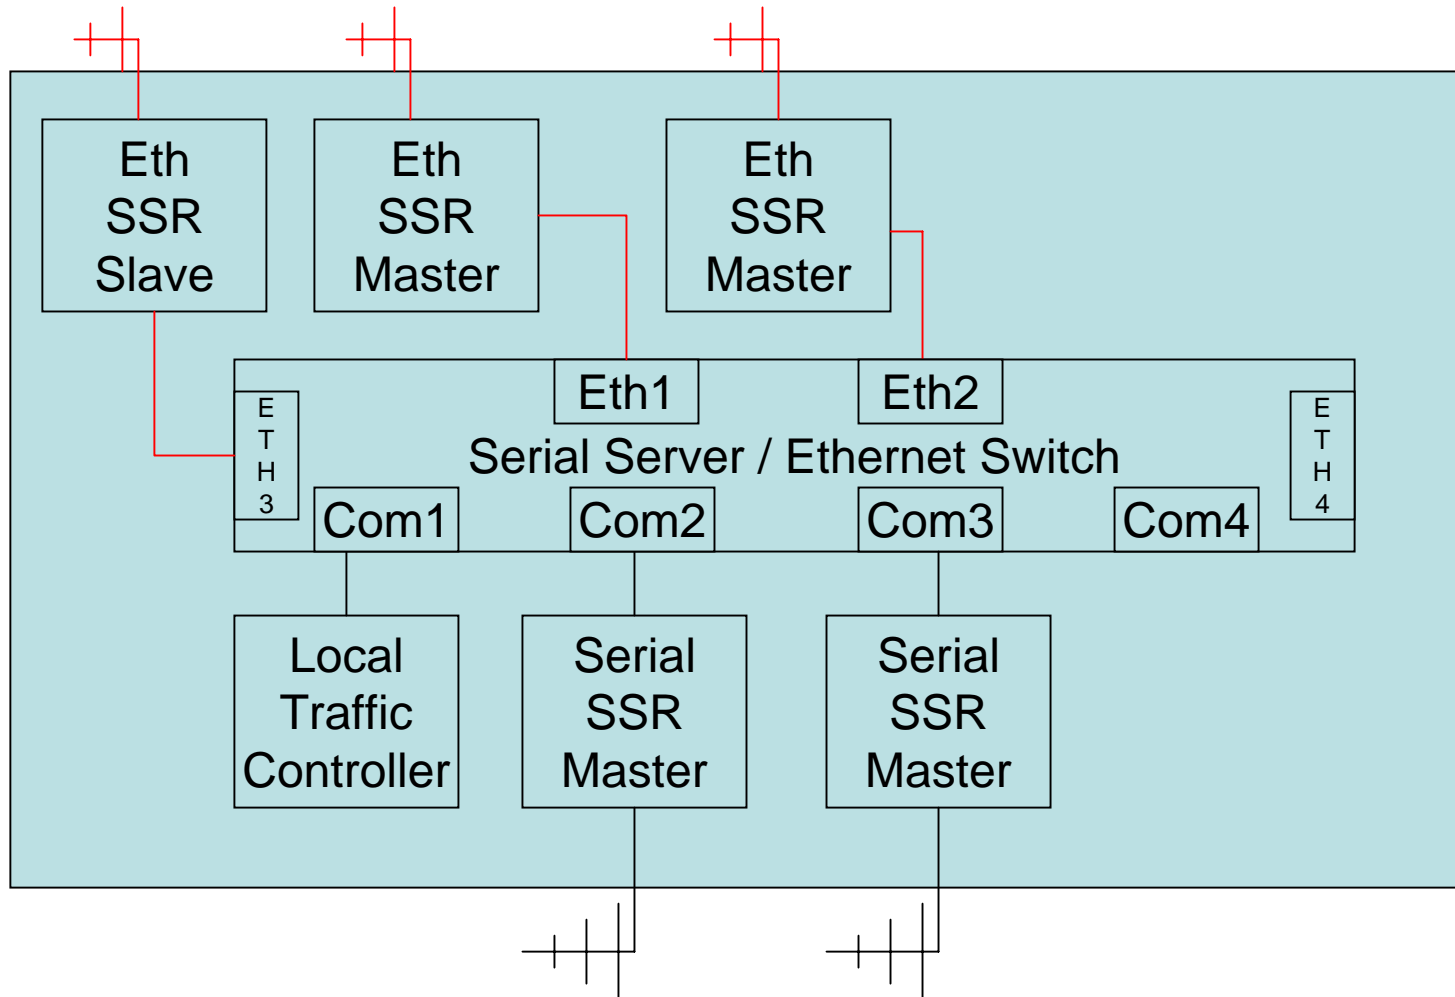 Eth
SSR
Slave
Eth
SSR
Master
Eth
SSR
Master
Eth1
Eth2
E
T
H
3
E
T
H
4
Serial Server / Ethernet Switch
Com1
Com2
Com3
Com4
Local
Traffic
Controller
Serial
SSR
Master
Serial
SSR
Master